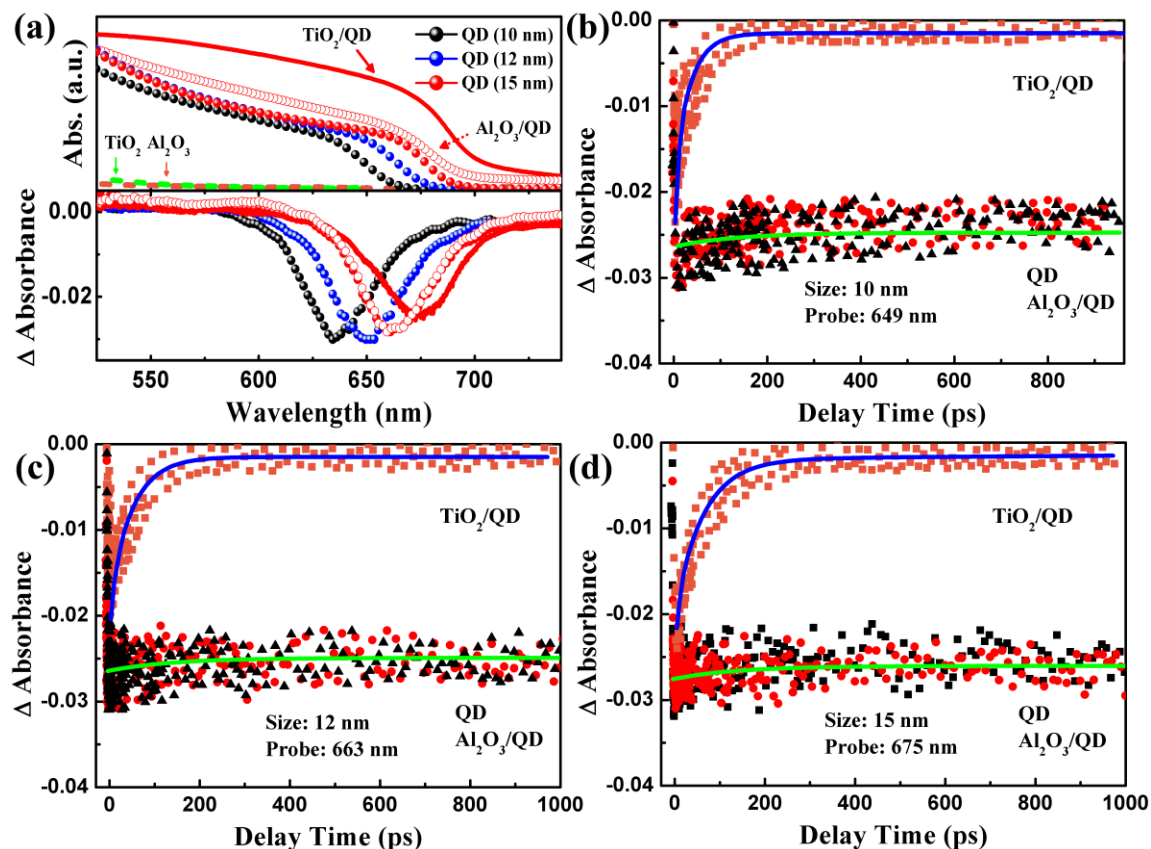 (a)
TiO2/QD
QD (10 nm)
QD (12 nm)
QD (15 nm)
Al2O3/QD
TiO2 Al2O3
Abs. (a.u.)
0.00
-0.02
Δ Absorbance
550 600 650 700
Wavelength (nm)
(b)
0.00
-0.01
-0.02
-0.03
-0.04
Δ Absorbance
TiO2/QD
QD
Size: 10 nm
Al2O3/QD
Probe: 649 nm
0 200 400 600 800
Delay Time (ps)
(c)
0.00
-0.01
-0.02
-0.03
-0.04
Δ Absorbance
TiO2/QD
Size: 12 nm
QD
Probe: 663 nm
Al2O3/QD
0 200 400 600 800 1000
Delay Time (ps)
(d)
0.00
-0.01
-0.02
-0.03
-0.04
Δ Absorbance
TiO2/QD
Size: 15 nm
QD
Probe: 675 nm
Al2O3/QD
0 200 400 600 800 1000
Delay Time (ps)